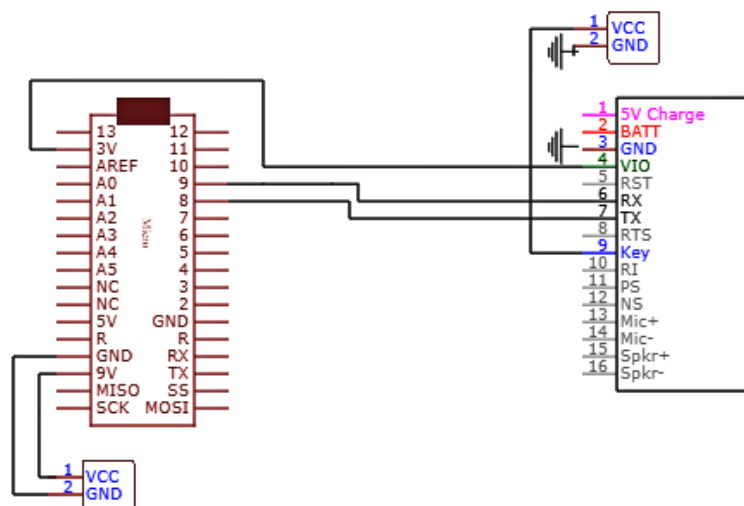 1 VCC
2 GND
13 12
3V 11
AREF 10
A0 9
A1 8
A2 7
A3 6
A4 5
A5 4
NC 3
NC 2
5V GND
R R
GND RX
9V TX
MISO SS
SCK MOSI
Micro
1 5V Charge
2 BATT
3 GND
4 VIO
5 RST
6 RX
7 TX
8 RTS
9 Key
10 RI
11 PS
12 NS
13 Mic+
14 Mic-
15 Spkr+
16 Spkr-
1 VCC
2 GND